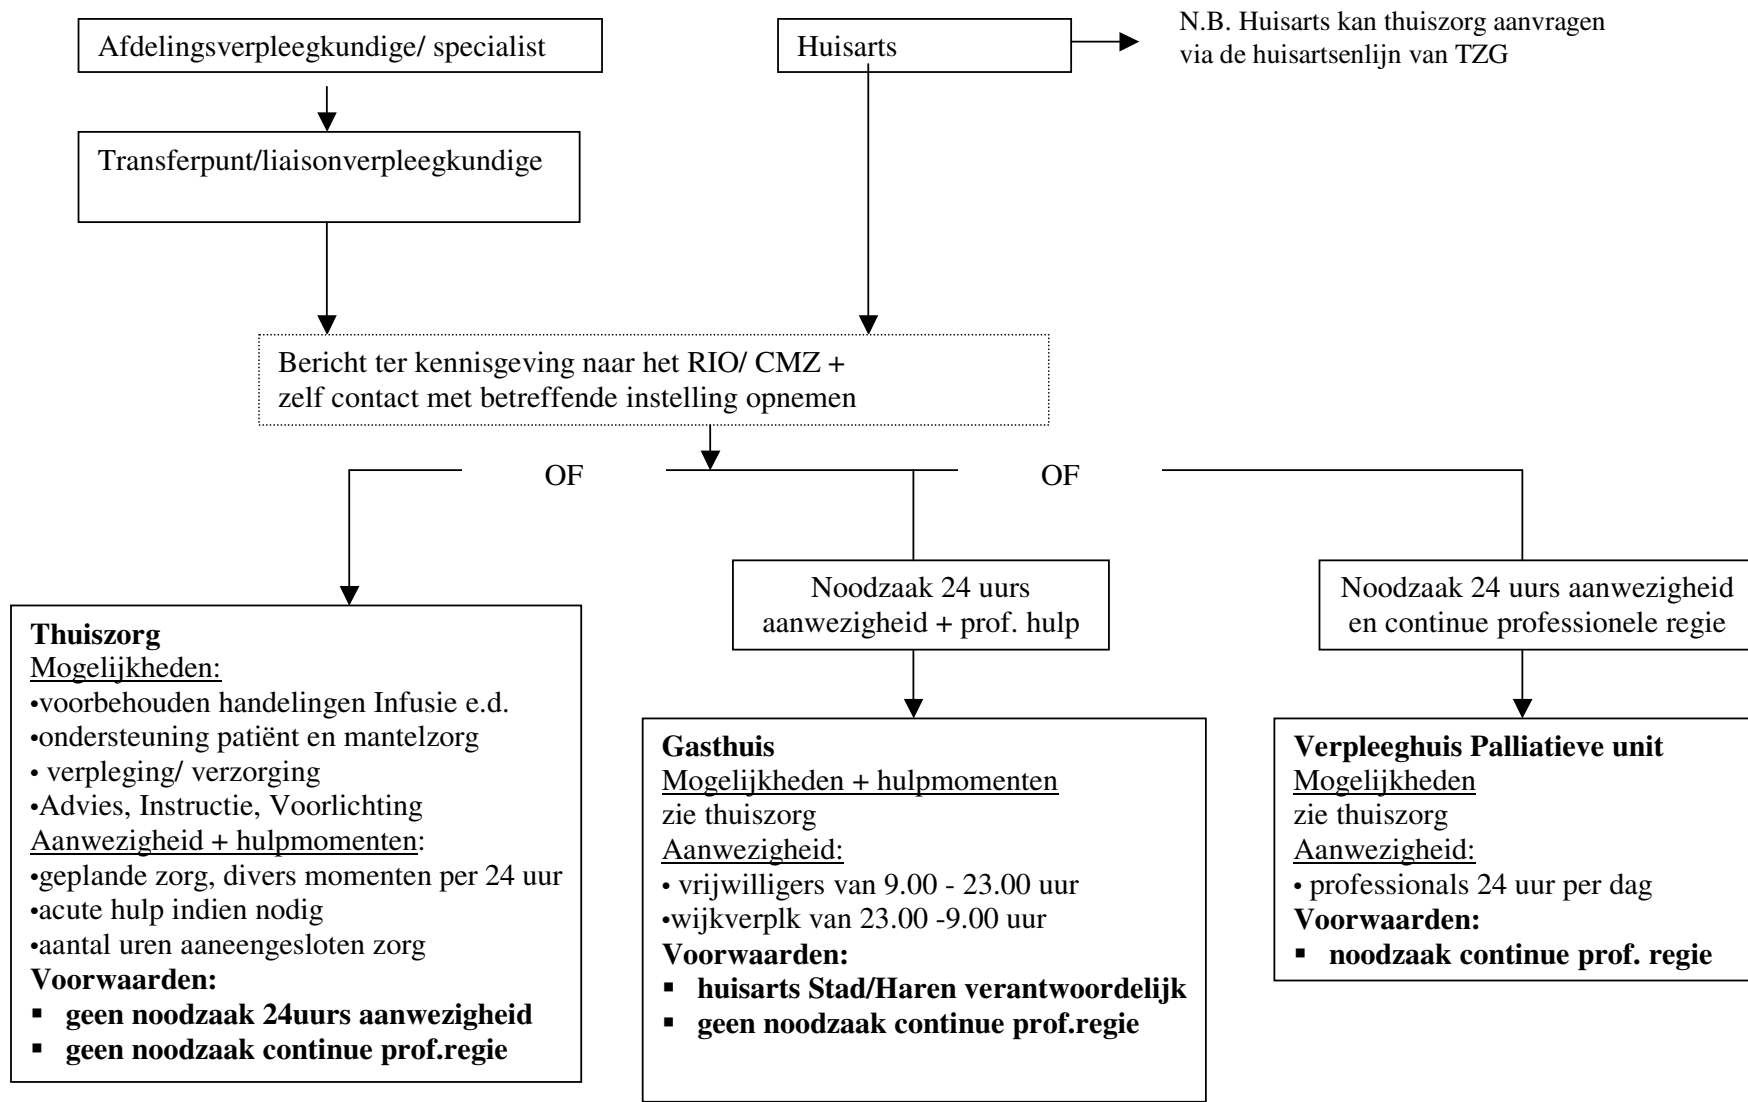 Afdelingsverpleegkundige/ specialist
Huisarts
N.B. Huisarts kan thuiszorg aanvragen
via de huisartsenlijn van TZG
Transferpunt/liaisonverpleegkundige
Bericht ter kennisgeving naar het RIO/ CMZ +
zelf contact met betreffende instelling opnemen
OF
OF
Noodzaak 24 uurs
aanwezigheid + prof. hulp
Noodzaak 24 uurs aanwezigheid
en continue professionele regie
Thuiszorg
Mogelijkheden:
•voorbehouden handelingen Infusie e.d.
•ondersteuning patiënt en mantelzorg
• verpleging/ verzorging
•Advies, Instructie, Voorlichting
Aanwezigheid + hulpmomenten:
•geplande zorg, divers momenten per 24 uur
•acute hulp indien nodig
•aantal uren aaneengesloten zorg
Voorwaarden:
▪ geen noodzaak 24uurs aanwezigheid
▪ geen noodzaak continue prof.regie
Gasthuis
Mogelijkheden + hulpmomenten
zie thuiszorg
Aanwezigheid:
• vrijwilligers van 9.00 - 23.00 uur
•wijkverplk van 23.00 -9.00 uur
Voorwaarden:
▪ huisarts Stad/Haren verantwoordelijk
▪ geen noodzaak continue prof.regie
Verpleeghuis Palliatieve unit
Mogelijkheden
zie thuiszorg
Aanwezigheid:
• professionals 24 uur per dag
Voorwaarden:
▪ noodzaak continue prof. regie